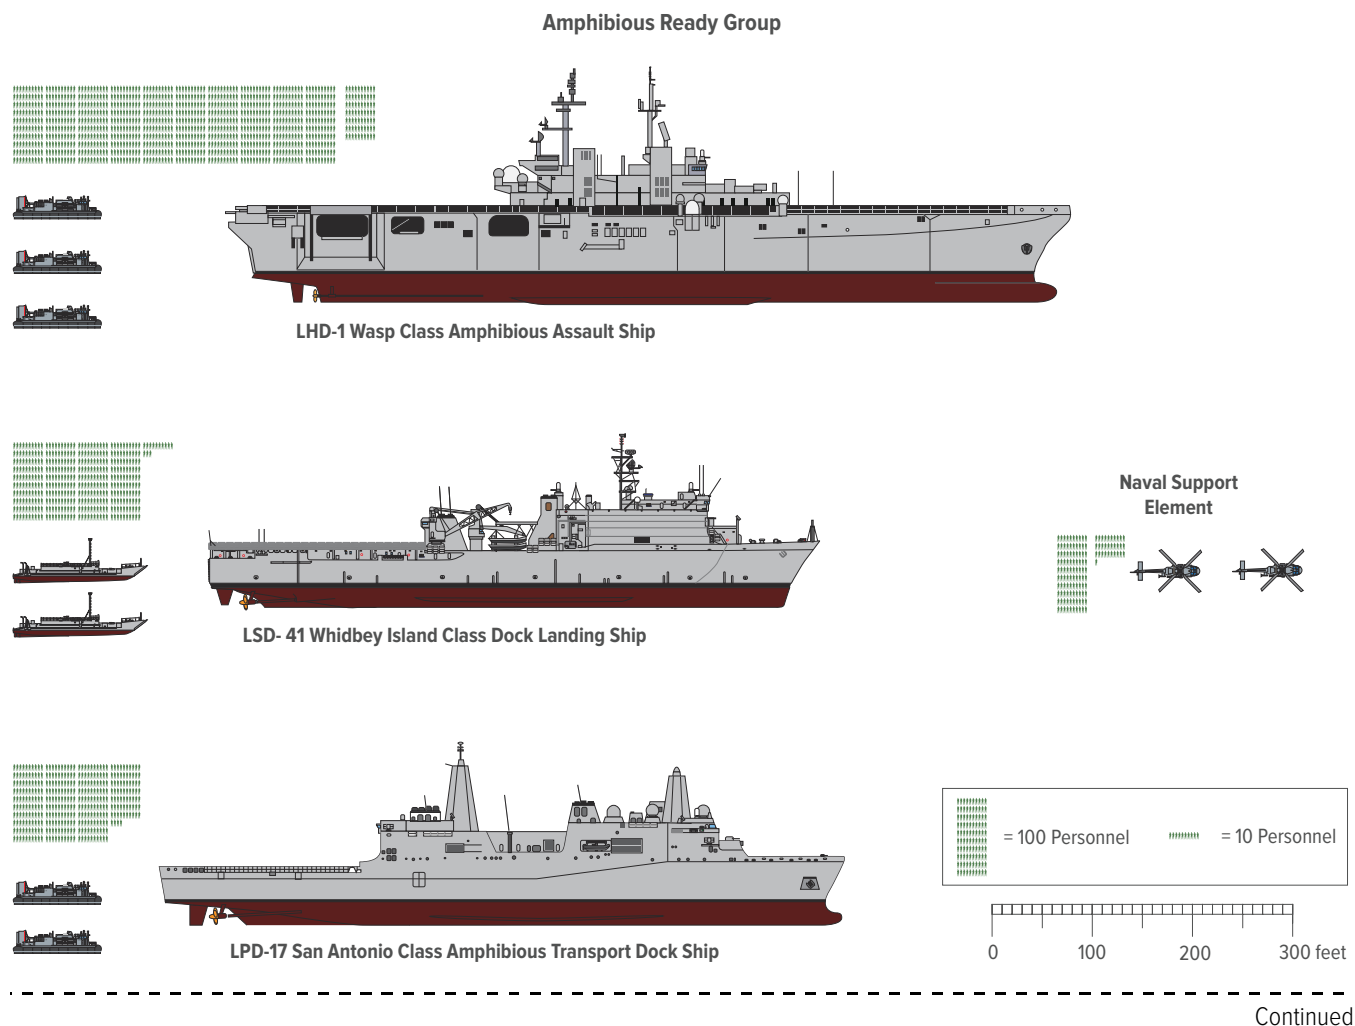 Amphibious Ready Group
LHD-1 Wasp Class Amphibious Assault Ship
Naval Support
Element
LSD- 41 Whidbey Island Class Dock Landing Ship
= 100 Personnel
= 10 Personnel
LPD-17 San Antonio Class Amphibious Transport Dock Ship
0 100 200 300 feet
Continued